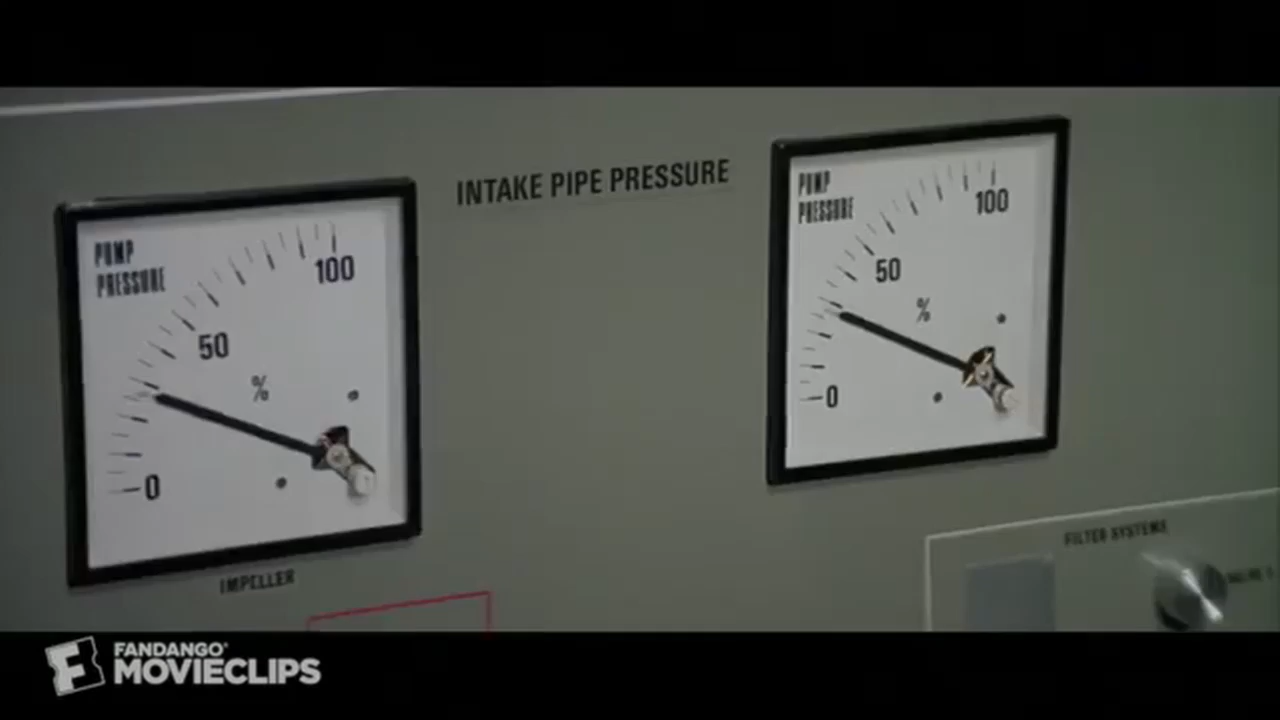 INTAKE PIPE PRESSURE
PUMP
PRESSURE
100
50
%
0
IMPELLER
PUMP
PRESSURE
100
50
%
0
FILTER SYSTEMS
FANDANGO
MOVIECLIPS